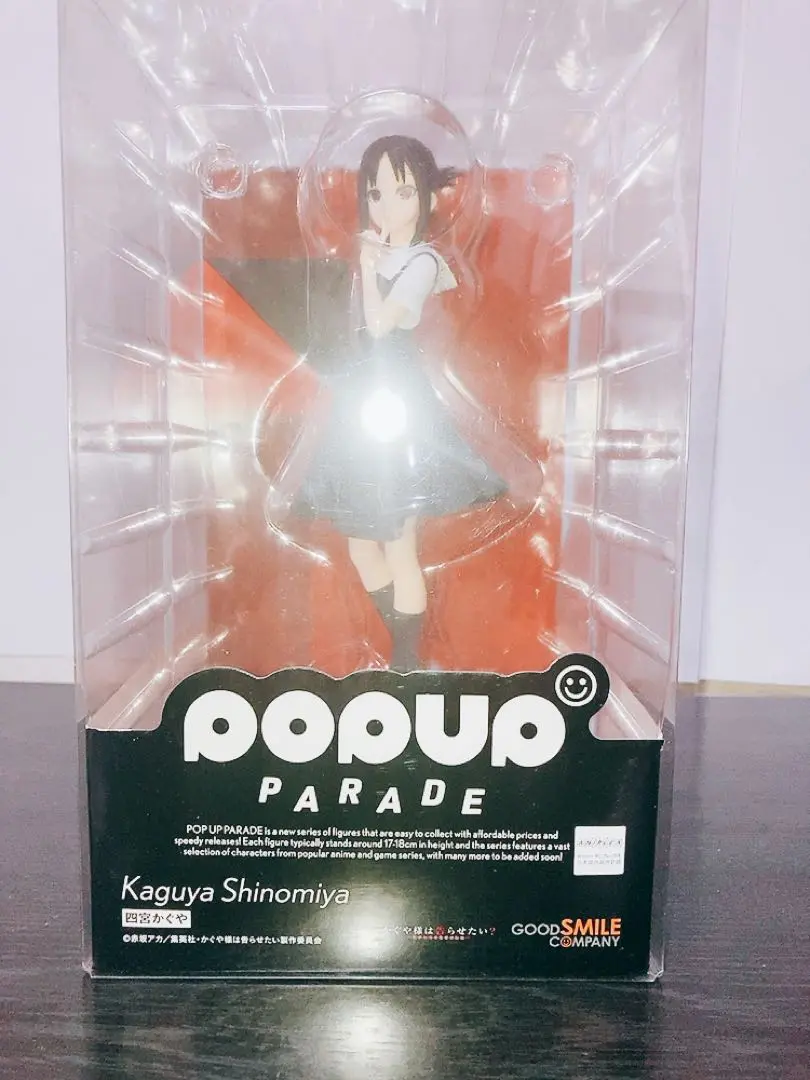 POPUP
PARADE
POP UP PARADE is a new series of figures that are easy to collect with affordable prices and
speedy releases! Each figure typically stands around 17-18cm in height and the series features a vast
selection of characters from popular anime and game series, with many more to be added soon!
Kaguya Shinomiya
四宮かぐや
©赤坂アカ/集英社・かぐや様は告らせたい製作委員会
かぐや様は告らせたい?
GOODSMILE
COMPANY